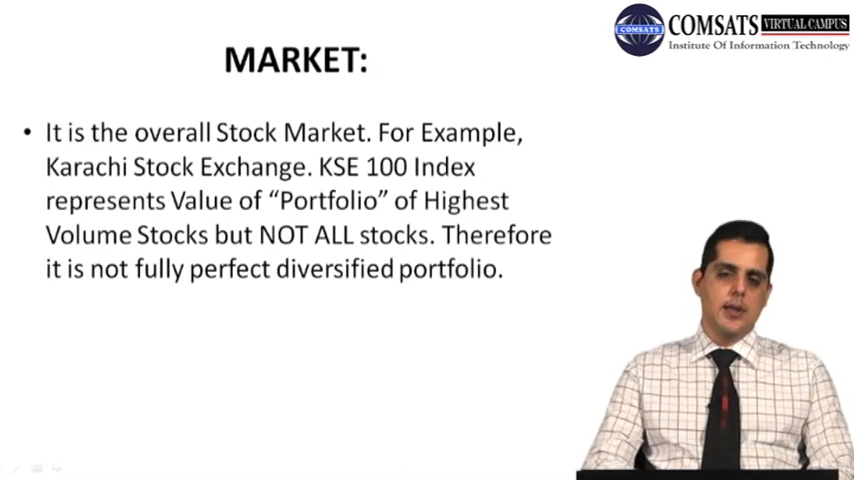 COMSATS
COMSATS VIRTUAL CAMPUS
Institute Of Information Technology
MARKET:
• It is the overall Stock Market. For Example,
Karachi Stock Exchange. KSE 100 Index
represents Value of “Portfolio” of Highest
Volume Stocks but NOT ALL stocks. Therefore
it is not fully perfect diversified portfolio.